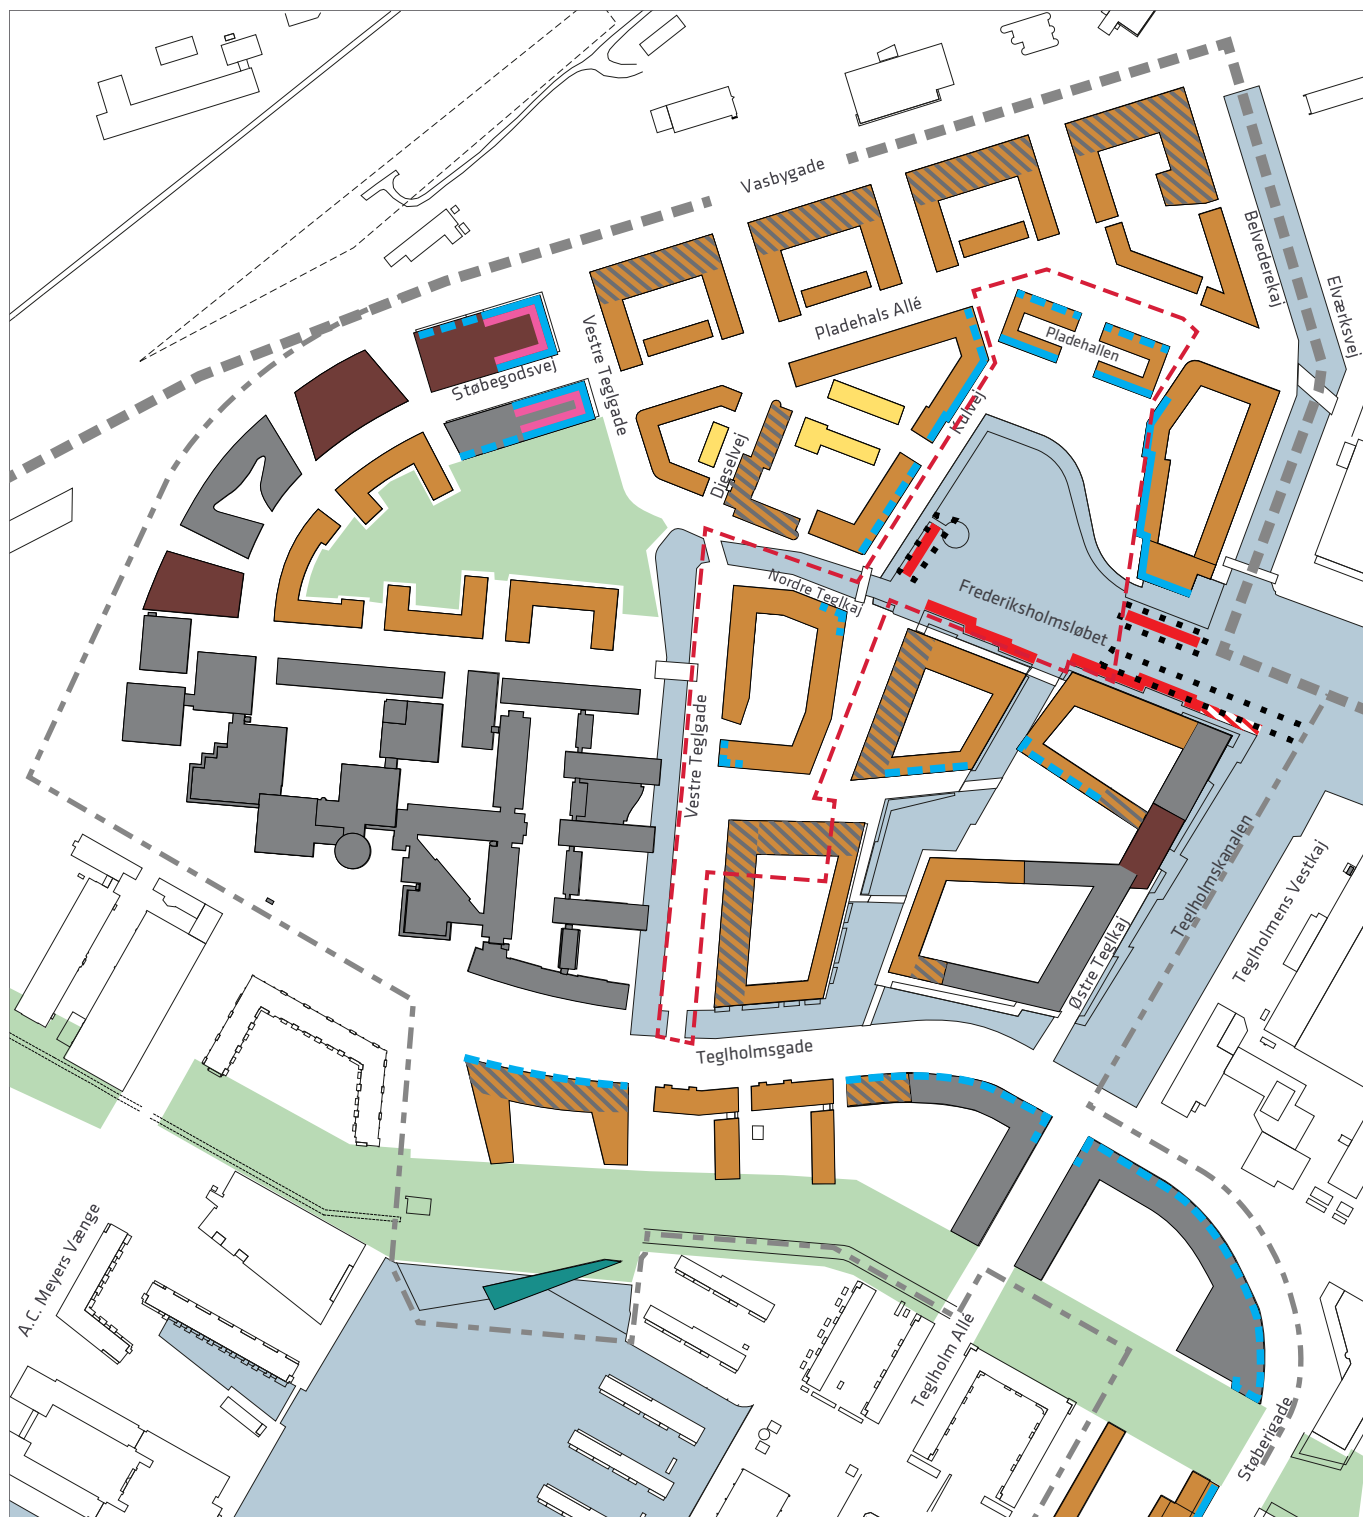 Vasbygade
Belvederekaj
Elværksvej
Pladehals Allé
Pladehallen
Vestre Teglgade
Støbegodsvej
Kulvej
Dieselvej
Nordre Teglkaj
Frederiksholmsløbet
Vestre Teglgade
Teglholmskanalen
Teglholmens Vestkaj
Østre Teglkaj
Teglholmsgade
A.C. Meyers Vænge
Teglholm Allé
Støberigade